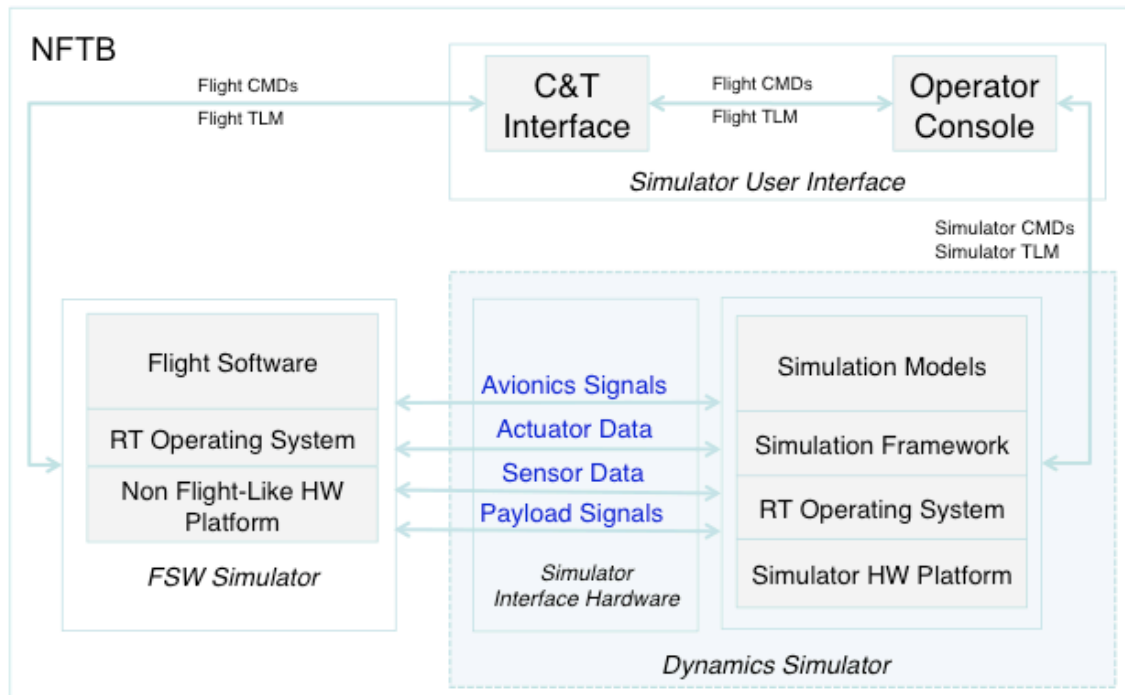 NFTB
Flight CMDs
Flight TLM
C&T
Interface
Flight CMDs
Flight TLM
Operator
Console
Simulator User Interface
Simulator CMDs
Simulator TLM
Flight Software
RT Operating System
Non Flight-Like HW
Platform
FSW Simulator
Avionics Signals
Actuator Data
Sensor Data
Payload Signals
Simulator
Interface Hardware
Simulation Models
Simulation Framework
RT Operating System
Simulator HW Platform
Dynamics Simulator